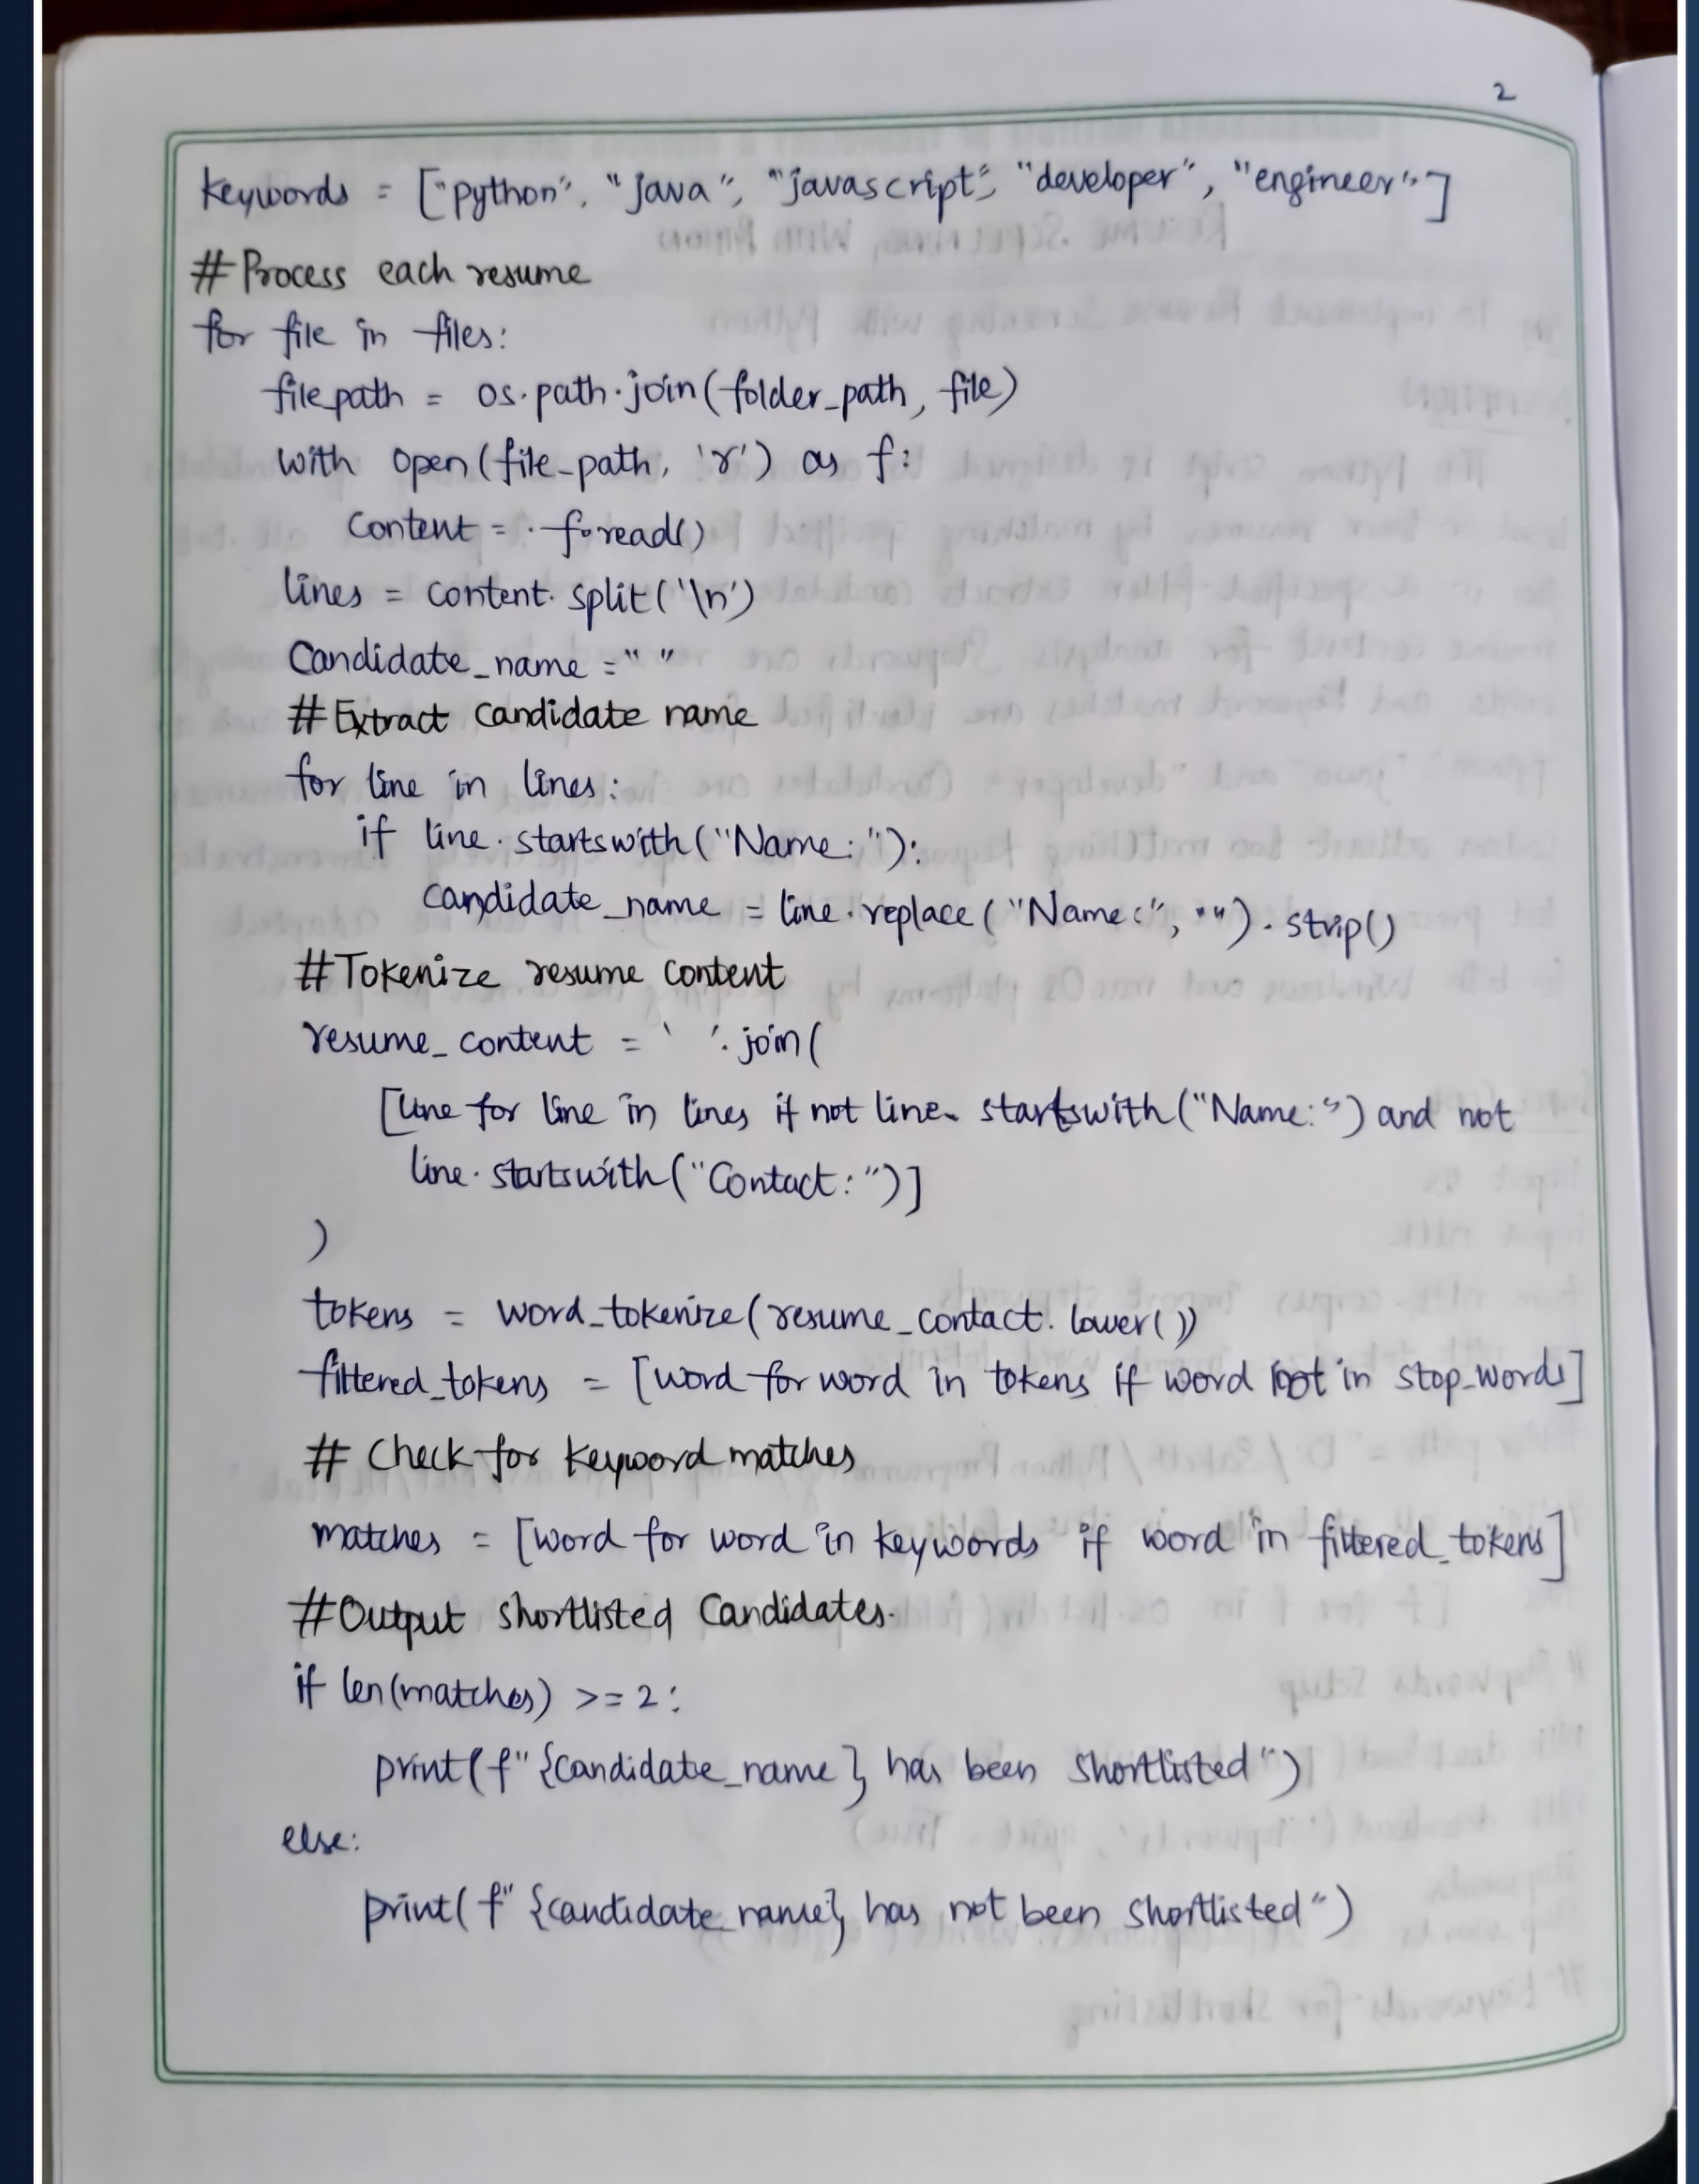 2
keywords = ["python", "java", "javascript", "developer", "engineer"]
#Process each resume
for file in files:
filepath = os.path.join(folder_path, file)
with open(file_path, 'r') as f:
content = f.read()
lines = content.split('\n')
Candidate_name = " "
#Extract candidate name
for line in lines:
if line.startswith("Name:"):
candidate_name = line.replace("Name:", "").strip()
#Tokenize resume content
resume_content = ' '.join(
[line for line in lines if not line.startswith("Name:") and not
line.startswith("Contact:")]
)
tokens = word_tokenize(resume_contact.lower())
filtered_tokens = [word for word in tokens if word not in stop_words]
# Check for keyword matches
matches = [word for word in keywords if word in filtered_tokens]
#Output shortlisted Candidates.
if len(matches) >= 2:
print(f"{candidate_name} has been shortlisted")
else:
print(f"{candidate_name} has not been shortlisted")